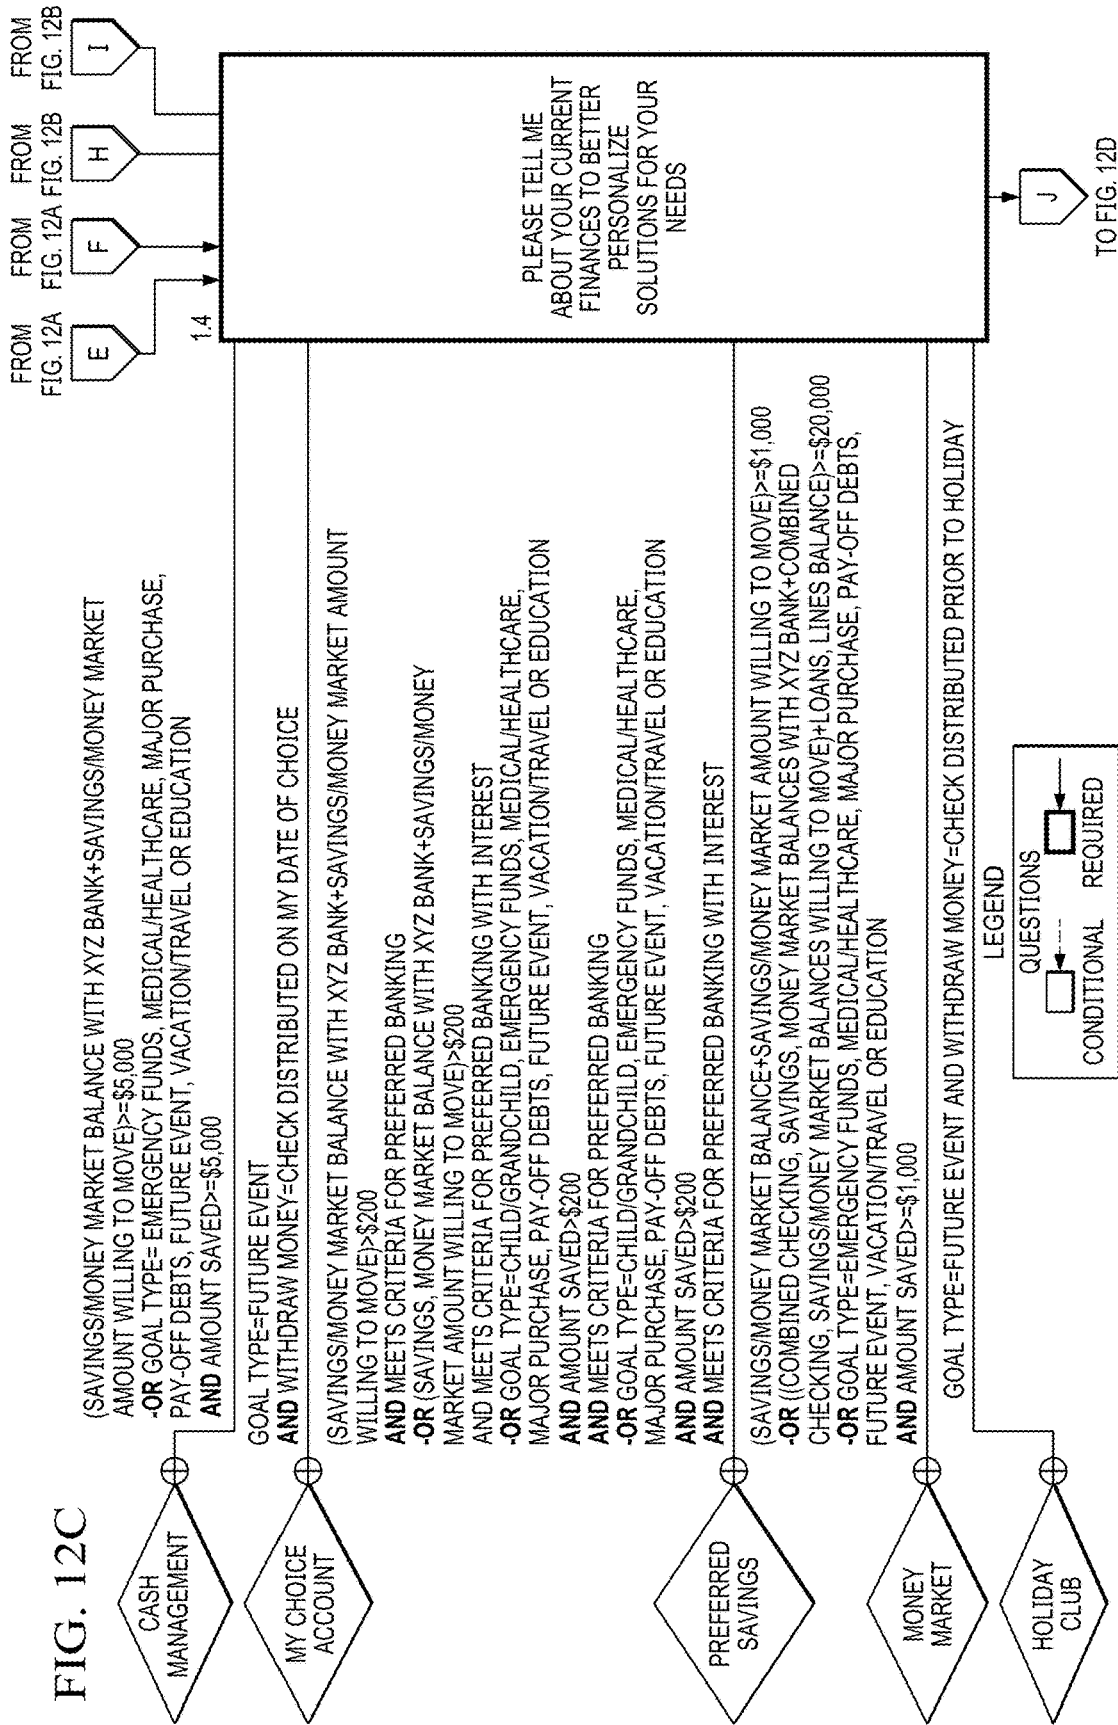 FIG. 12C
FROM
FIG. 12A
E
FROM
FIG. 12A
F
FROM
FIG. 12B
H
FROM
FIG. 12B
I
1.4
PLEASE TELL ME
ABOUT YOUR CURRENT
FINANCES TO BETTER
PERSONALIZE
SOLUTIONS FOR YOUR
NEEDS
J
TO FIG. 12D
CASH
MANAGEMENT
(SAVINGS/MONEY MARKET BALANCE WITH XYZ BANK+SAVINGS/MONEY MARKET
AMOUNT WILLING TO MOVE)>=$5,000
-OR GOAL TYPE= EMERGENCY FUNDS, MEDICAL/HEALTHCARE, MAJOR PURCHASE,
PAY-OFF DEBTS, FUTURE EVENT, VACATION/TRAVEL OR EDUCATION
AND AMOUNT SAVED>=$5,000
MY CHOICE
ACCOUNT
GOAL TYPE=FUTURE EVENT
AND WITHDRAW MONEY=CHECK DISTRIBUTED ON MY DATE OF CHOICE
PREFERRED
SAVINGS
(SAVINGS/MONEY MARKET BALANCE WITH XYZ BANK+SAVINGS/MONEY MARKET AMOUNT
WILLING TO MOVE)>$200
AND MEETS CRITERIA FOR PREFERRED BANKING
-OR (SAVINGS, MONEY MARKET BALANCE WITH XYZ BANK+SAVINGS/MONEY
MARKET AMOUNT WILLING TO MOVE)>$200
AND MEETS CRITERIA FOR PREFERRED BANKING WITH INTEREST
-OR GOAL TYPE=CHILD/GRANDCHILD, EMERGENCY FUNDS, MEDICAL/HEALTHCARE,
MAJOR PURCHASE, PAY-OFF DEBTS, FUTURE EVENT, VACATION/TRAVEL OR EDUCATION
AND AMOUNT SAVED>$200
AND MEETS CRITERIA FOR PREFERRED BANKING
-OR GOAL TYPE=CHILD/GRANDCHILD, EMERGENCY FUNDS, MEDICAL/HEALTHCARE,
MAJOR PURCHASE, PAY-OFF DEBTS, FUTURE EVENT, VACATION/TRAVEL OR EDUCATION
AND AMOUNT SAVED>$200
AND MEETS CRITERIA FOR PREFERRED BANKING WITH INTEREST
MONEY
MARKET
(SAVINGS/MONEY MARKET BALANCE+SAVINGS/MONEY MARKET AMOUNT WILLING TO MOVE)>=$1,000
-OR ((COMBINED CHECKING, SAVINGS, MONEY MARKET BALANCES WITH XYZ BANK+COMBINED
CHECKING, SAVINGS/MONEY MARKET BALANCES WILLING TO MOVE)+LOANS, LINES BALANCE)>=$20,000
-OR GOAL TYPE=EMERGENCY FUNDS, MEDICAL/HEALTHCARE, MAJOR PURCHASE, PAY-OFF DEBTS,
FUTURE EVENT, VACATION/TRAVEL OR EDUCATION
AND AMOUNT SAVED>=$1,000
HOLIDAY
CLUB
GOAL TYPE=FUTURE EVENT AND WITHDRAW MONEY=CHECK DISTRIBUTED PRIOR TO HOLIDAY
LEGEND
QUESTIONS
CONDITIONAL REQUIRED